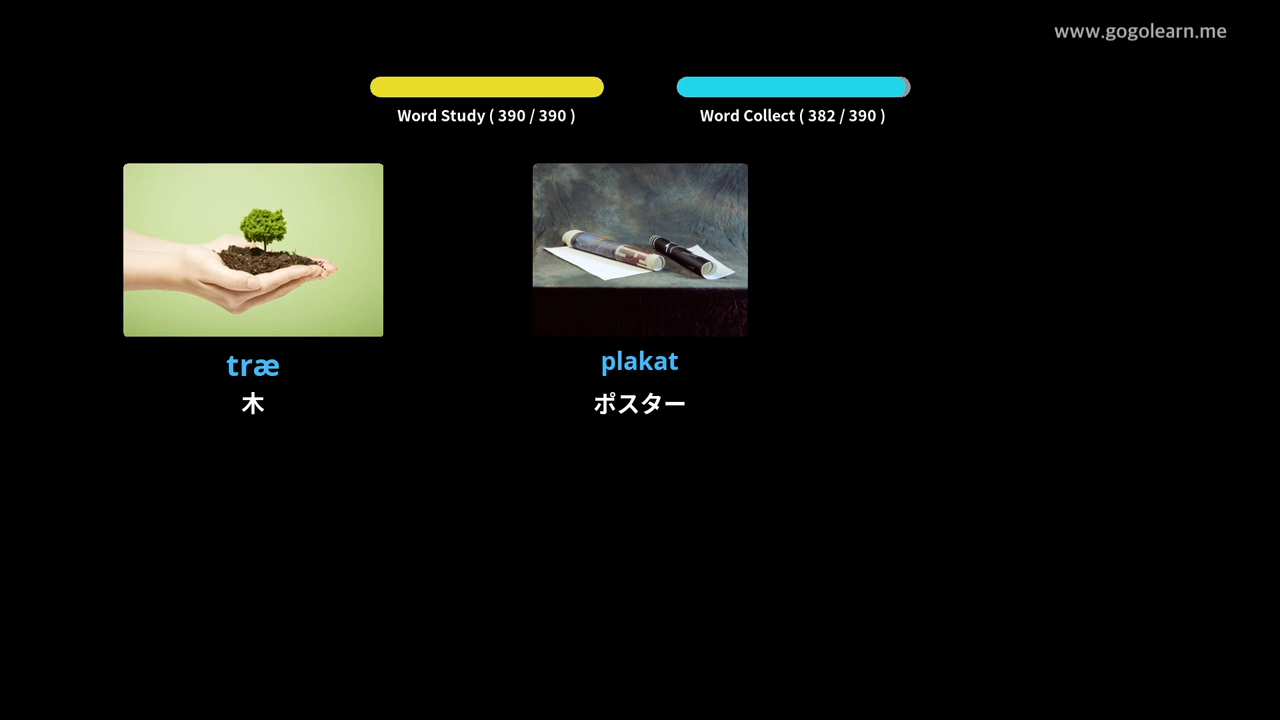 www.gogolearn.me
Word Study ( 390 / 390 )
Word Collect ( 382 / 390 )
træ
木
plakat
ポスター